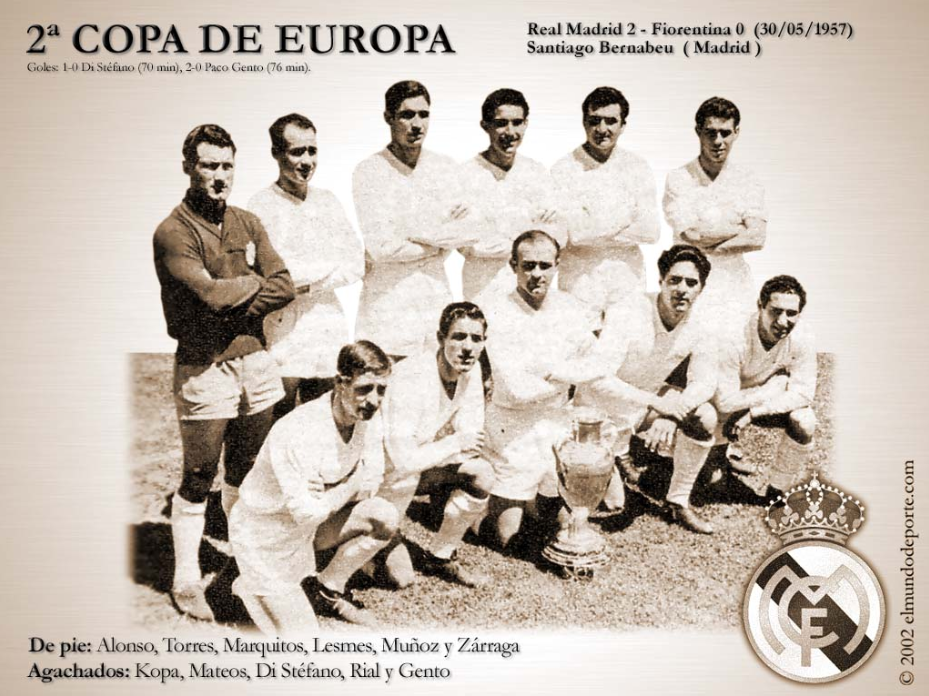 2ª COPA DE EUROPA
Goles: 1-0 Di Stéfano (70 min), 2-0 Paco Gento (76 min).
Real Madrid 2 - Fiorentina 0 (30/05/1957)
Santiago Bernabeu ( Madrid )
De pie: Alonso, Torres, Marquitos, Lesmes, Muñoz y Zárraga
Agachados: Kopa, Mateos, Di Stéfano, Rial y Gento
© 2002 elmundodeporte.com